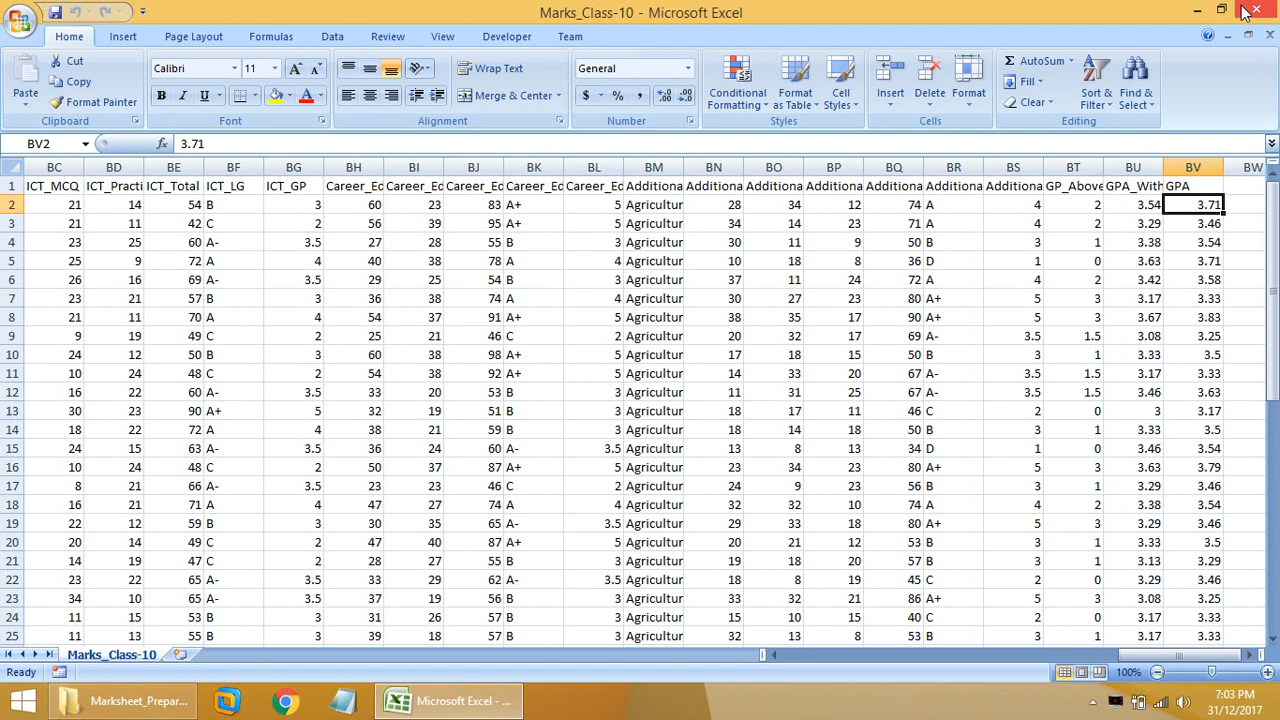 Marks_Class-10 - Microsoft Excel
Home Insert Page Layout Formulas Data Review View Developer Team
Paste
Cut
Copy
Format Painter
Clipboard
Calibri 11
B I U
Font
Wrap Text
Merge & Center
Alignment
General
$ % ,
Number
Conditional Formatting
Format as Table
Cell Styles
Styles
Insert Delete Format
Cells
AutoSum
Fill
Clear
Sort & Filter
Find & Select
Editing
BV2 fx 3.71
BC BD BE BF BG BH BI BJ BK BL BM BN BO BP BQ BR BS BT BU BV BW
1 ICT_MCQ ICT_Practi ICT_Total ICT_LG ICT_GP Career_Ed Career_Ed Career_Ed Career_Ed Career_Ed Additiona Additiona Additiona Additiona Additiona Additiona Additiona GP_Above GPA_With GPA
2 21 14 54 B 3 60 23 83 A+ 5 Agricultur 28 34 12 74 A 4 2 3.54 3.71
3 21 11 42 C 2 56 39 95 A+ 5 Agricultur 34 14 23 71 A 4 2 3.29 3.46
4 23 25 60 A- 3.5 27 28 55 B 3 Agricultur 30 11 9 50 B 3 1 3.38 3.54
5 25 9 72 A 4 40 38 78 A 4 Agricultur 10 18 8 36 D 1 0 3.63 3.71
6 26 16 69 A- 3.5 29 25 54 B 3 Agricultur 37 11 24 72 A 4 2 3.42 3.58
7 23 21 57 B 3 36 38 74 A 4 Agricultur 30 27 23 80 A+ 5 3 3.17 3.33
8 21 11 70 A 4 54 37 91 A+ 5 Agricultur 38 35 17 90 A+ 5 3 3.67 3.83
9 9 19 49 C 2 25 21 46 C 2 Agricultur 20 32 17 69 A- 3.5 1.5 3.08 3.25
10 24 12 50 B 3 60 38 98 A+ 5 Agricultur 17 18 15 50 B 3 1 3.33 3.5
11 10 24 48 C 2 54 38 92 A+ 5 Agricultur 14 33 20 67 A- 3.5 1.5 3.17 3.33
12 16 22 60 A- 3.5 33 20 53 B 3 Agricultur 11 31 25 67 A- 3.5 1.5 3.46 3.63
13 30 23 90 A+ 5 32 19 51 B 3 Agricultur 18 17 11 46 C 2 0 3 3.17
14 18 22 72 A 4 38 21 59 B 3 Agricultur 18 14 18 50 B 3 1 3.33 3.5
15 24 15 63 A- 3.5 36 24 60 A- 3.5 Agricultur 18 8 13 34 D 1 0 3.46 3.54
16 10 24 48 C 2 50 37 87 A+ 5 Agricultur 23 34 23 80 A+ 5 3 3.63 3.79
17 8 21 66 A- 3.5 23 23 46 C 2 Agricultur 24 9 23 56 B 3 1 3.29 3.46
18 16 21 71 A 4 47 27 74 A 4 Agricultur 32 32 10 74 A 4 2 3.38 3.54
19 22 12 59 B 3 30 35 65 A- 3.5 Agricultur 29 33 18 80 A+ 5 3 3.29 3.46
20 20 14 49 C 2 47 40 87 A+ 5 Agricultur 20 21 12 53 B 3 1 3.33 3.5
21 14 19 47 C 2 28 27 55 B 3 Agricultur 19 18 20 57 B 3 1 3.13 3.29
22 23 22 65 A- 3.5 33 29 62 A- 3.5 Agricultur 18 8 19 45 C 2 0 3.29 3.46
23 34 10 65 A- 3.5 37 19 56 B 3 Agricultur 33 32 21 86 A+ 5 3 3.08 3.25
24 11 15 53 B 3 31 26 57 B 3 Agricultur 15 10 15 40 C 2 0 3.17 3.33
25 11 13 55 B 3 39 18 57 B 3 Agricultur 32 13 8 53 B 3 1 3.17 3.33
Marks_Class-10
Ready 100%
Marksheet_Prepar... Microsoft Excel - ...
7:03 PM
31/12/2017